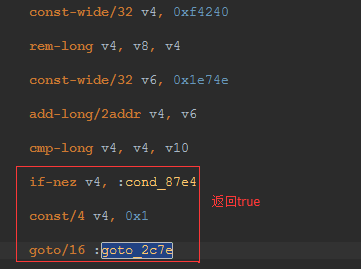 const-wide/32 v4, 0xf4240
rem-long v4, v8, v4
const-wide/32 v6, 0x1e74e
add-long/2addr v4, v6
cmp-long v4, v4, v10
if-nez v4, :cond_87e4
const/4 v4, 0x1
返回true
goto/16 :goto_2c7e